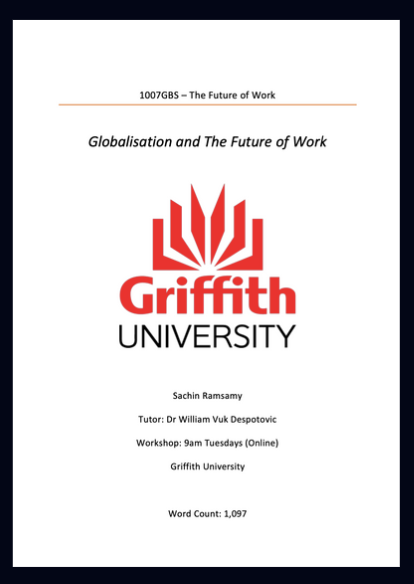 1007GBS – The Future of Work
Globalisation and The Future of Work
Griffith
UNIVERSITY
Sachin Ramsamy
Tutor: Dr William Vuk Despotovic
Workshop: 9am Tuesdays (Online)
Griffith University
Word Count: 1,097